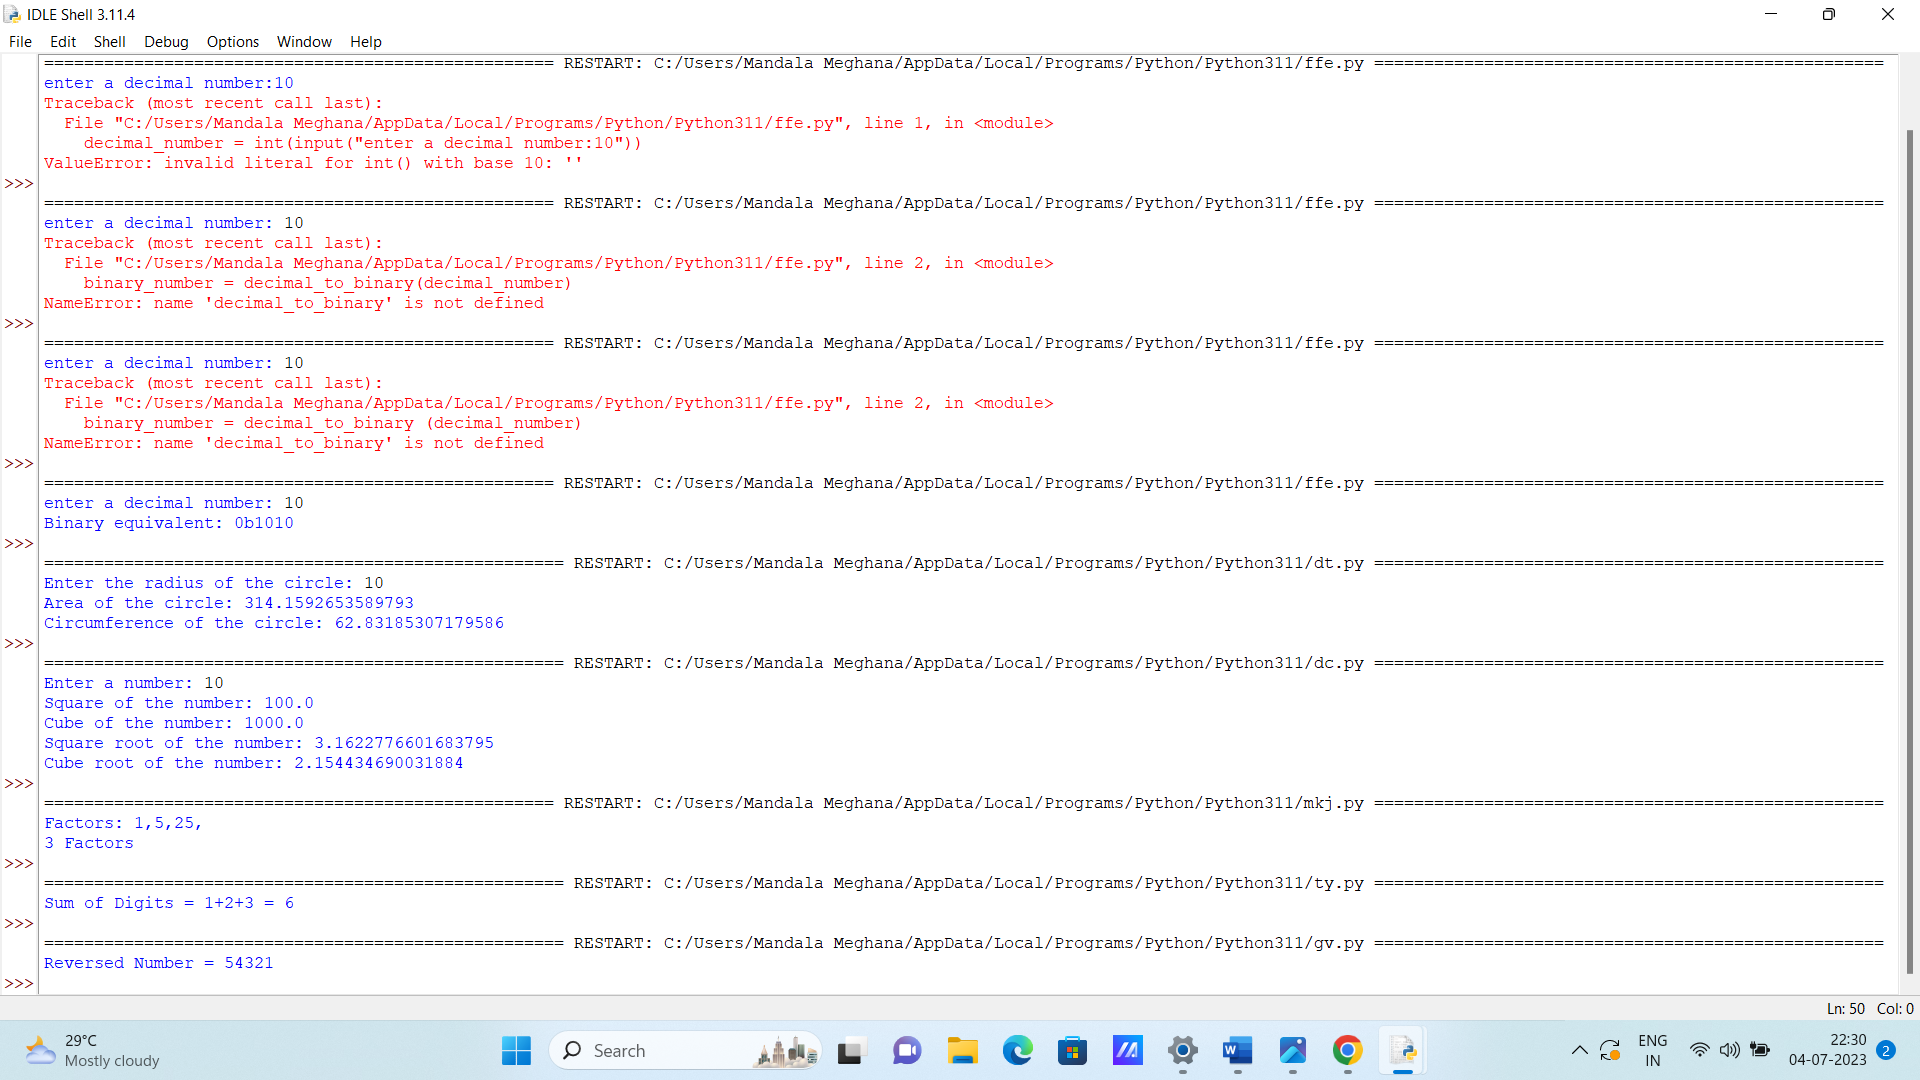 IDLE Shell 3.11.4
File Edit Shell Debug Options Window Help
=================================================== RESTART: C:/Users/Mandala Meghana/AppData/Local/Programs/Python/Python311/ffe.py ===================================================
enter a decimal number:10
Traceback (most recent call last):
  File "C:/Users/Mandala Meghana/AppData/Local/Programs/Python/Python311/ffe.py", line 1, in <module>
    decimal_number = int(input("enter a decimal number:10"))
ValueError: invalid literal for int() with base 10: ''
>>>
=================================================== RESTART: C:/Users/Mandala Meghana/AppData/Local/Programs/Python/Python311/ffe.py ===================================================
enter a decimal number: 10
Traceback (most recent call last):
  File "C:/Users/Mandala Meghana/AppData/Local/Programs/Python/Python311/ffe.py", line 2, in <module>
    binary_number = decimal_to_binary(decimal_number)
NameError: name 'decimal_to_binary' is not defined
>>>
=================================================== RESTART: C:/Users/Mandala Meghana/AppData/Local/Programs/Python/Python311/ffe.py ===================================================
enter a decimal number: 10
Traceback (most recent call last):
  File "C:/Users/Mandala Meghana/AppData/Local/Programs/Python/Python311/ffe.py", line 2, in <module>
    binary_number = decimal_to_binary (decimal_number)
NameError: name 'decimal_to_binary' is not defined
>>>
=================================================== RESTART: C:/Users/Mandala Meghana/AppData/Local/Programs/Python/Python311/ffe.py ===================================================
enter a decimal number: 10
Binary equivalent: 0b1010
>>>
==================================================== RESTART: C:/Users/Mandala Meghana/AppData/Local/Programs/Python/Python311/dt.py ===================================================
Enter the radius of the circle: 10
Area of the circle: 314.1592653589793
Circumference of the circle: 62.83185307179586
>>>
==================================================== RESTART: C:/Users/Mandala Meghana/AppData/Local/Programs/Python/Python311/dc.py ===================================================
Enter a number: 10
Square of the number: 100.0
Cube of the number: 1000.0
Square root of the number: 3.1622776601683795
Cube root of the number: 2.154434690031884
>>>
=================================================== RESTART: C:/Users/Mandala Meghana/AppData/Local/Programs/Python/Python311/mkj.py ===================================================
Factors: 1,5,25,
3 Factors
>>>
==================================================== RESTART: C:/Users/Mandala Meghana/AppData/Local/Programs/Python/Python311/ty.py ===================================================
Sum of Digits = 1+2+3 = 6
>>>
==================================================== RESTART: C:/Users/Mandala Meghana/AppData/Local/Programs/Python/Python311/gv.py ===================================================
Reversed Number = 54321
>>>
Ln: 50 Col: 0
29°C
Mostly cloudy
Search
W
ENG
IN
22:30
04-07-2023
2